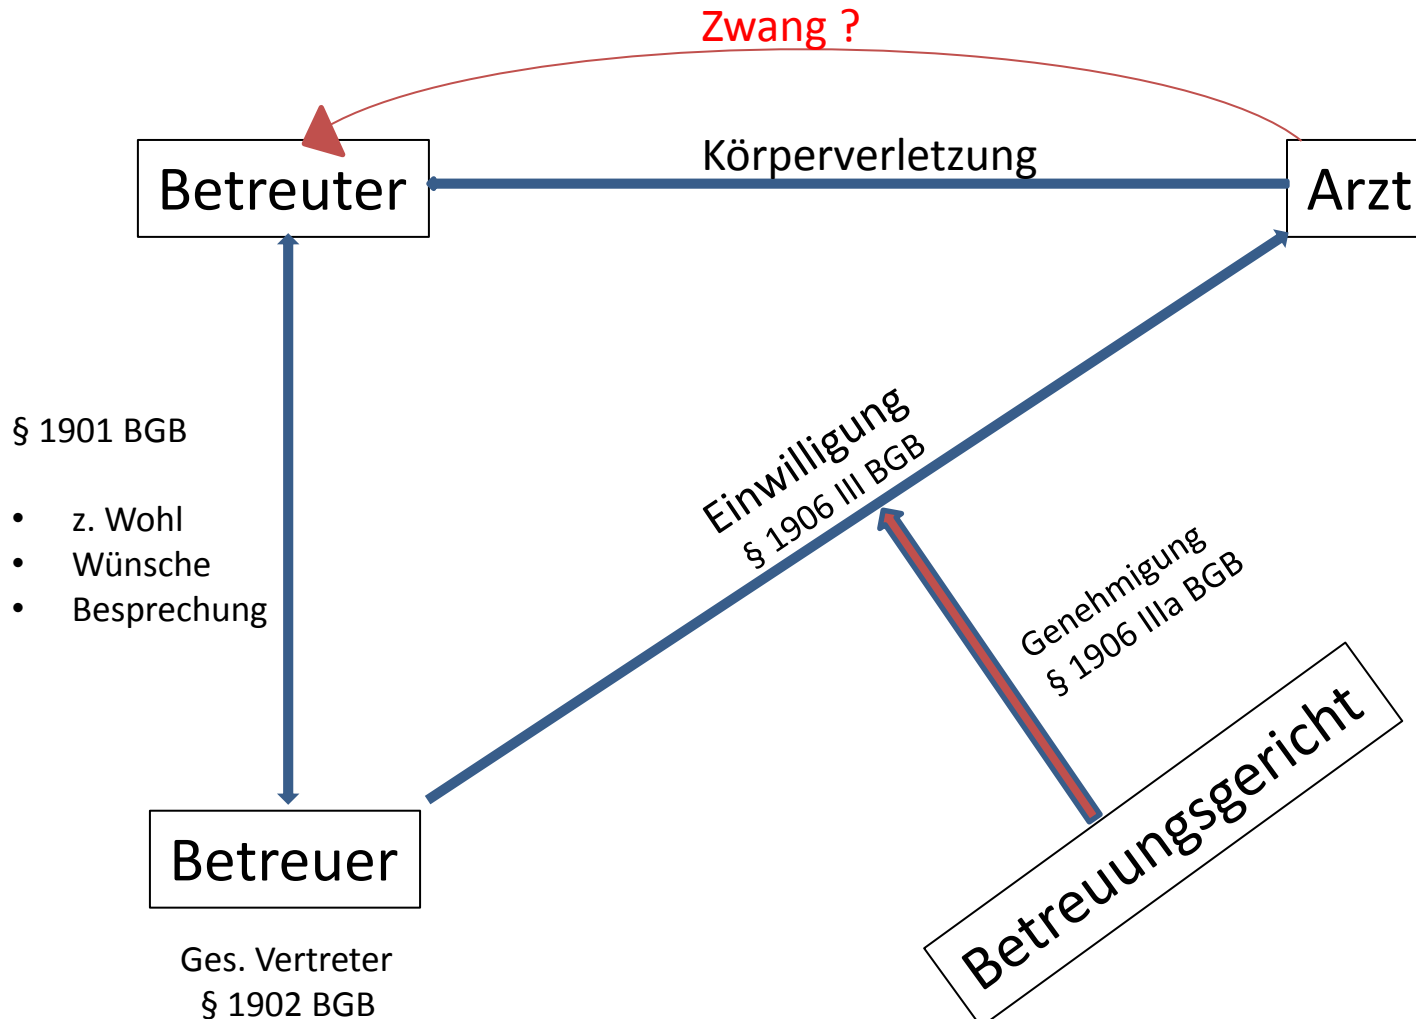 Zwang ?
Körperverletzung
Betreuter
Arzt
§ 1901 BGB
• z. Wohl
• Wünsche
• Besprechung
Einwilligung
§ 1906 III BGB
Genehmigung
§ 1906 IIIa BGB
Betreuungsgericht
Betreuer
Ges. Vertreter
§ 1902 BGB